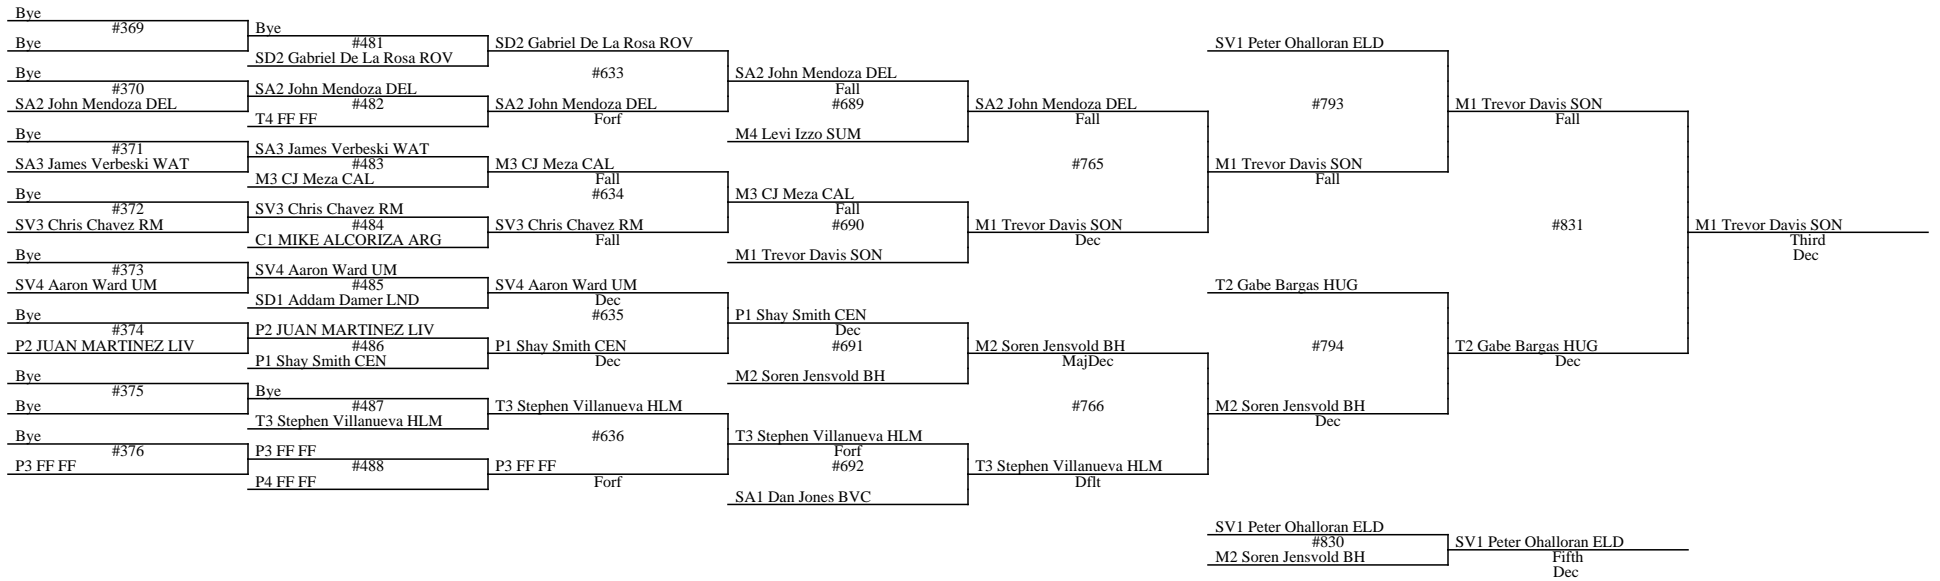 Bye
#369
Bye
Bye
#370
SA2 John Mendoza DEL
Bye
#371
SA3 James Verbeski WAT
Bye
#372
SV3 Chris Chavez RM
Bye
#373
SV4 Aaron Ward UM
Bye
#374
P2 JUAN MARTINEZ LIV
Bye
#375
Bye
Bye
#376
P3 FF FF
Bye
#481
SD2 Gabriel De La Rosa ROV
SA2 John Mendoza DEL
#482
T4 FF FF
SA3 James Verbeski WAT
#483
M3 CJ Meza CAL
SV3 Chris Chavez RM
#484
C1 MIKE ALCORIZA ARG
SV4 Aaron Ward UM
#485
SD1 Addam Damer LND
P2 JUAN MARTINEZ LIV
#486
P1 Shay Smith CEN
Bye
#487
T3 Stephen Villanueva HLM
P3 FF FF
#488
P4 FF FF
SD2 Gabriel De La Rosa ROV
#633
SA2 John Mendoza DEL
Forf
M3 CJ Meza CAL
Fall
#634
SV3 Chris Chavez RM
Fall
SV4 Aaron Ward UM
Dec
#635
P1 Shay Smith CEN
Dec
T3 Stephen Villanueva HLM
#636
P3 FF FF
Forf
SA2 John Mendoza DEL
Fall
#689
M4 Levi Izzo SUM
M3 CJ Meza CAL
Fall
#690
M1 Trevor Davis SON
P1 Shay Smith CEN
Dec
#691
M2 Soren Jensvold BH
T3 Stephen Villanueva HLM
Forf
#692
SA1 Dan Jones BVC
SA2 John Mendoza DEL
Fall
#765
M1 Trevor Davis SON
Dec
M2 Soren Jensvold BH
MajDec
#766
T3 Stephen Villanueva HLM
Dflt
SV1 Peter Ohalloran ELD
#793
M1 Trevor Davis SON
Fall
T2 Gabe Bargas HUG
#794
M2 Soren Jensvold BH
Dec
M1 Trevor Davis SON
Fall
#831
T2 Gabe Bargas HUG
Dec
M1 Trevor Davis SON
Third
Dec
SV1 Peter Ohalloran ELD
#830
M2 Soren Jensvold BH
SV1 Peter Ohalloran ELD
Fifth
Dec